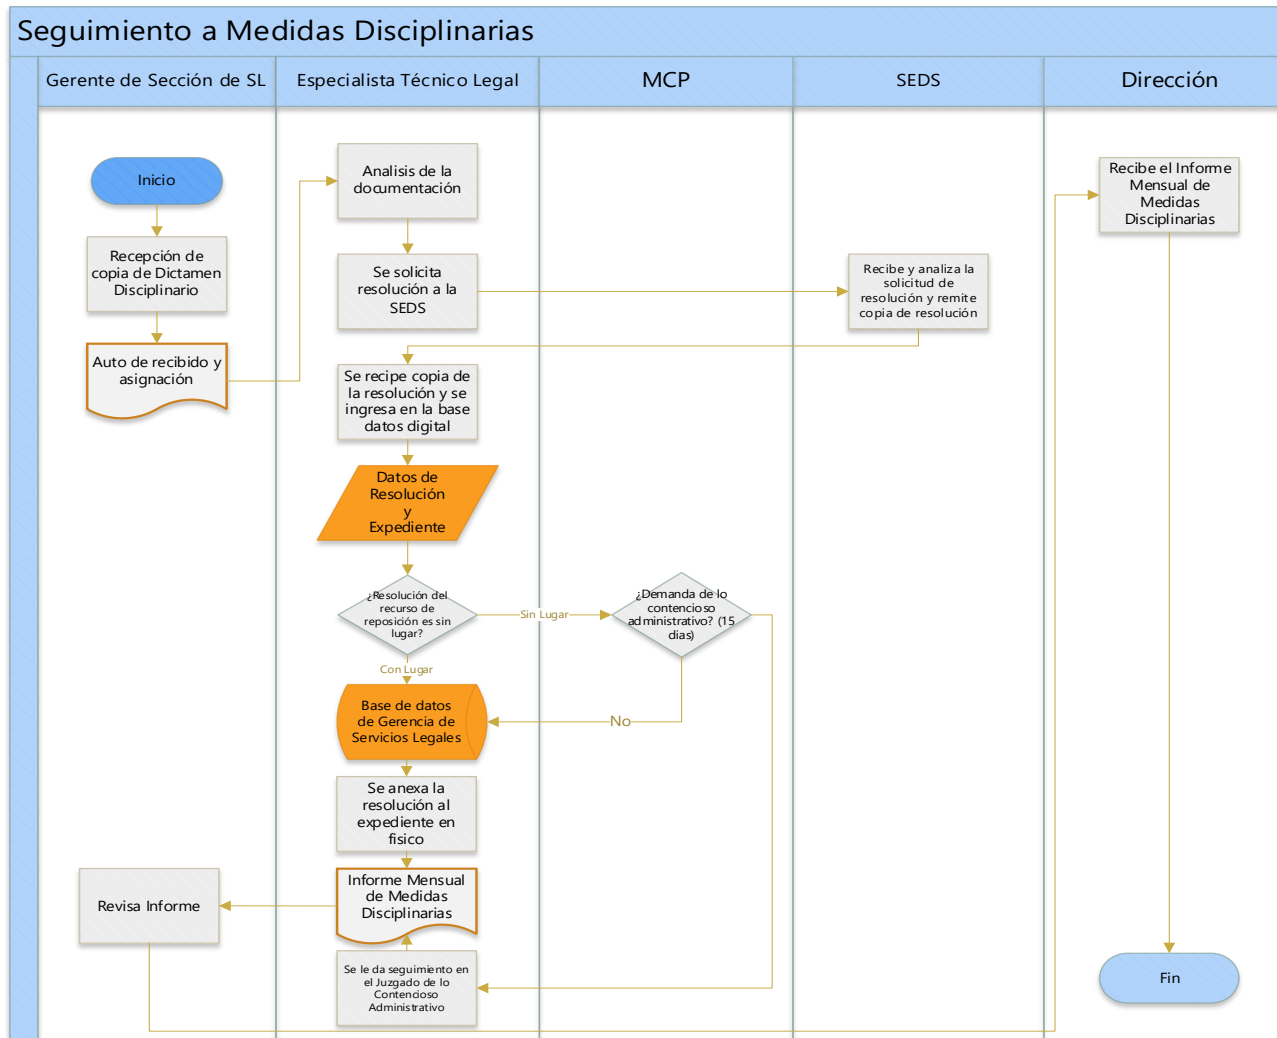 Seguimiento a Medidas Disciplinarias
Gerente de Sección de SL
Especialista Técnico Legal
MCP
SEDS
Dirección
Inicio
Recepción de
copia de Dictamen
Disciplinario
Auto de recibido y
asignación
Analisis de la
documentación
Se solicita
resolución a la
SEDS
Recibe y analiza la
solicitud de
resolución y remite
copia de resolución
Se recipe copia de
la resolución y se
ingresa en la base
datos digital
Datos de
Resolución
y
Expediente
¿Resolución del
recurso de
reposición es sin
lugar?
Sin Lugar
¿Demanda de lo
contencioso
administrativo? (15
dias)
Con Lugar
No
Base de datos
de Gerencia de
Servicios Legales
Se anexa la
resolución al
expediente en
fisico
Informe Mensual
de Medidas
Disciplinarias
Revisa Informe
Se le da seguimiento en
el Juzgado de lo
Contencioso
Administrativo
Recibe el Informe
Mensual de
Medidas
Disciplinarias
Fin